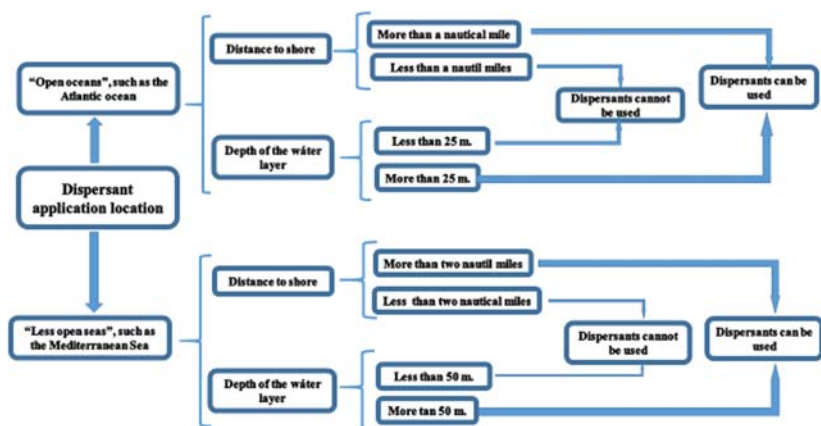 More than a nautical mile
Distance to shore
Less than a nautil miles
“Open oceans”, such as the
Atlantic ocean
Dispersants can be
used
Dispersants cannot
be used
Less than 25 m.
Depth of the wáter
layer
More than 25 m.
Dispersant
application location
More than two nautil miles
Distance to shore
Less than two nautical miles
“Less open seas”, such as
the Mediterranean Sea
Dispersants cannot be
used
Dispersants can be
used
Less than 50 m.
Depth of the wáter
layer
More tan 50 m.